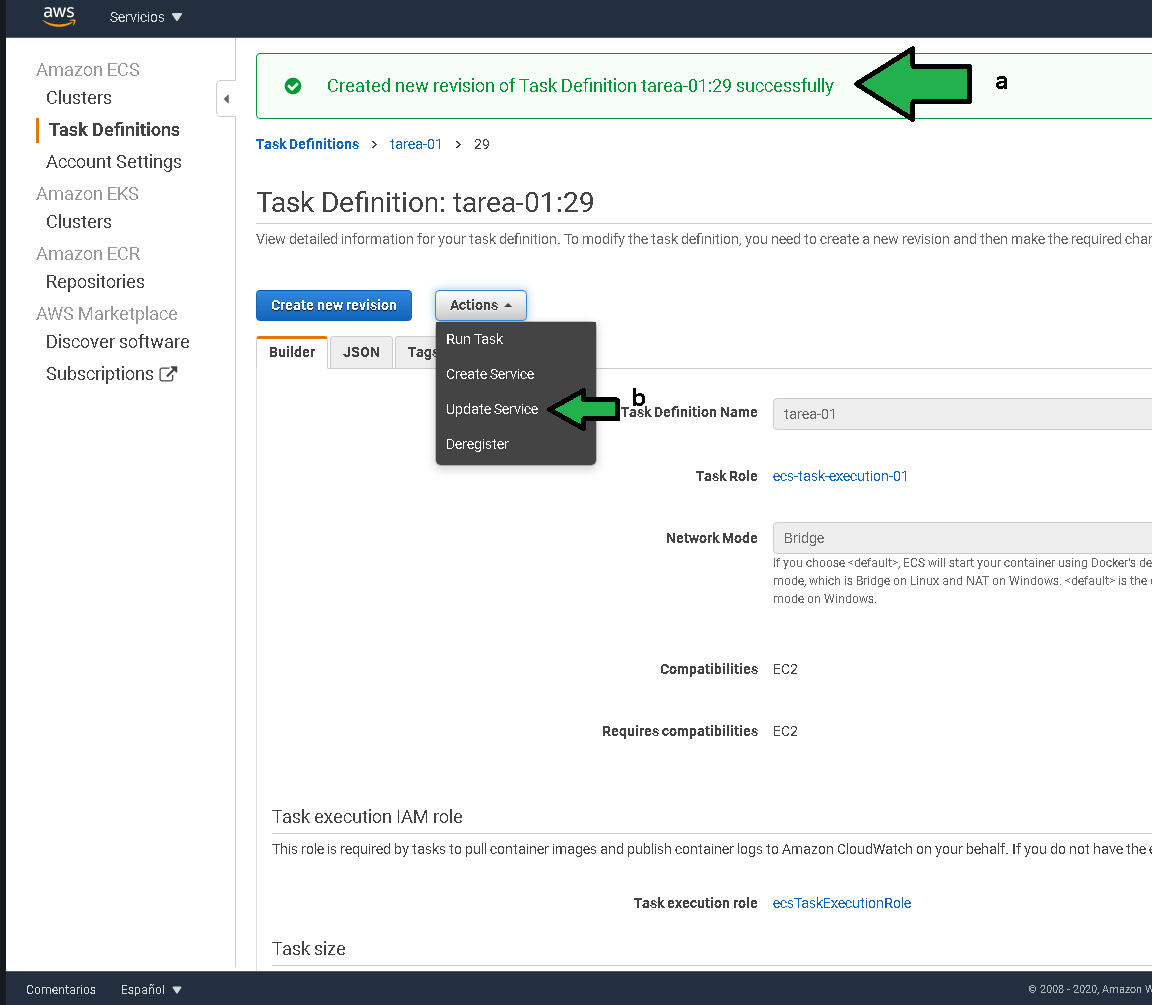 aws Servicios
Amazon ECS
Clusters
Task Definitions
Account Settings
Amazon EKS
Clusters
Amazon ECR
Repositories
AWS Marketplace
Discover software
Subscriptions
Created new revision of Task Definition tarea-01:29 successfully
a
Task Definitions > tarea-01 > 29
Task Definition: tarea-01:29
View detailed information for your task definition. To modify the task definition, you need to create a new revision and then make the required char
Create new revision
Actions
Run Task
Create Service
Update Service
Deregister
b
Builder JSON Tags
Task Definition Name tarea-01
Task Role ecs-task-execution-01
Network Mode Bridge
If you choose <default>, ECS will start your container using Docker's de
mode, which is Bridge on Linux and NAT on Windows. <default> is the
mode on Windows.
Compatibilities EC2
Requires compatibilities EC2
Task execution IAM role
This role is required by tasks to pull container images and publish container logs to Amazon CloudWatch on your behalf. If you do not have the e
Task execution role ecsTaskExecutionRole
Task size
Comentarios Español © 2008 - 2020, Amazon W